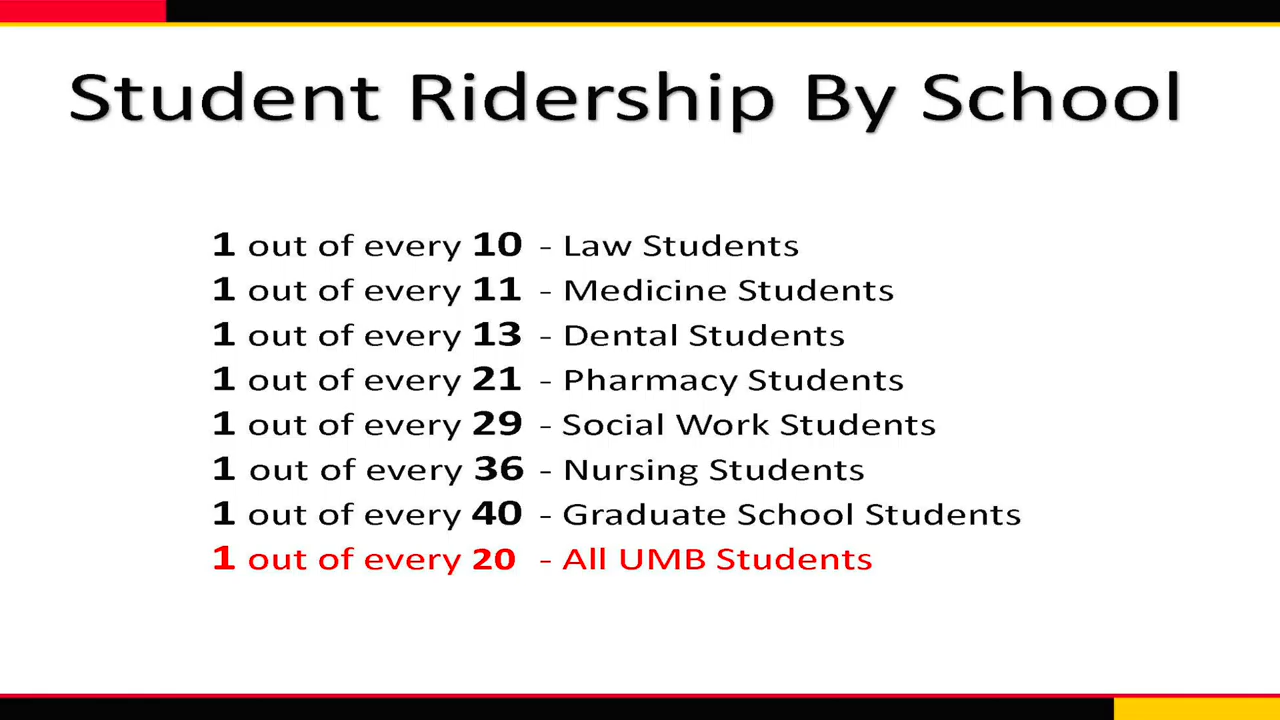 Student Ridership By School
1 out of every 10 - Law Students
1 out of every 11 - Medicine Students
1 out of every 13 - Dental Students
1 out of every 21 - Pharmacy Students
1 out of every 29 - Social Work Students
1 out of every 36 - Nursing Students
1 out of every 40 - Graduate School Students
1 out of every 20 - All UMB Students